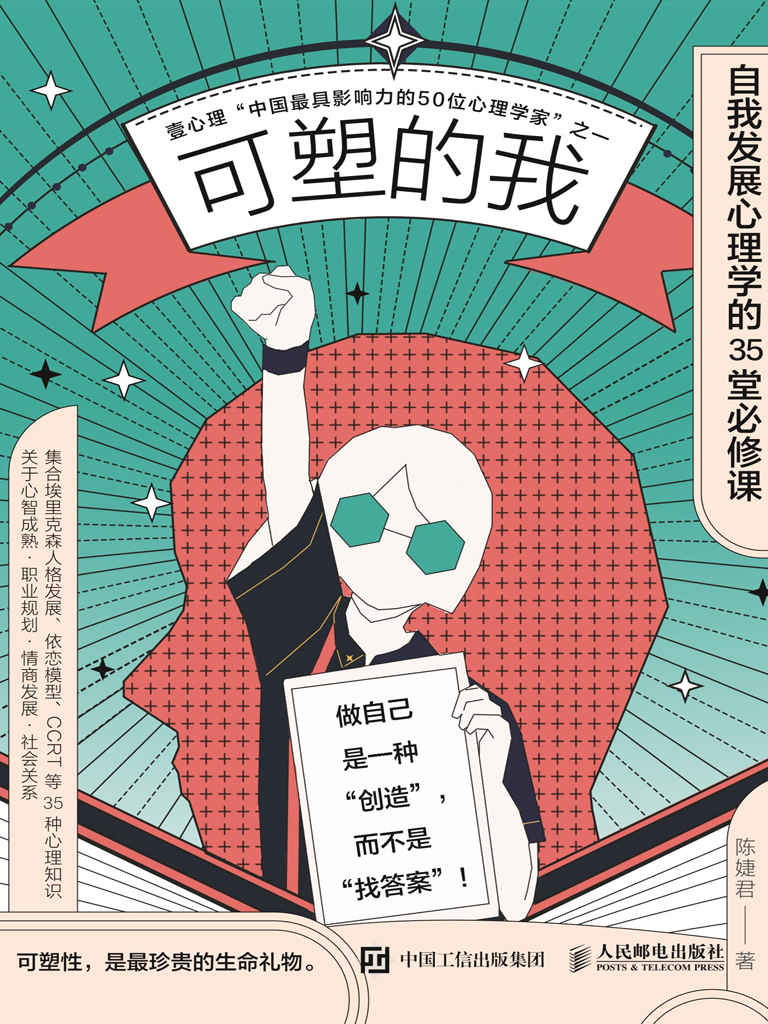 壹心理“中国最具影响力的50位心理学家”之一
可塑的我
自我发展心理学的35堂必修课
集合埃里克森人格发展、依恋模型、CCRT 等 35 种心理知识
关于心智成熟·职业规划·情商发展·社会关系
做自己
是一种
“创造”，
而不是
“找答案”！
陈婕君——著
可塑性，是最珍贵的生命礼物。
中国工信出版集团
人民邮电出版社
POSTS & TELECOM PRESS